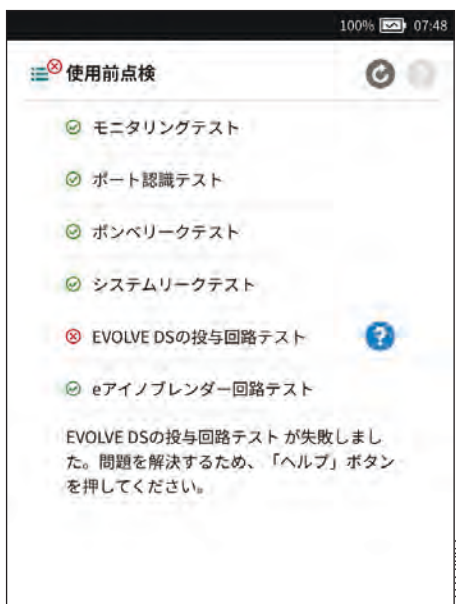 100% 07:48
使用前点検
モニタリングテスト
ポート認識テスト
ボンベリークテスト
システムリークテスト
EVOLVE DSの投与回路テスト
eアイノブレンダー回路テスト
EVOLVE DSの投与回路テスト が失敗しまし
た。問題を解決するため、「ヘルプ」ボタン
を押してください。